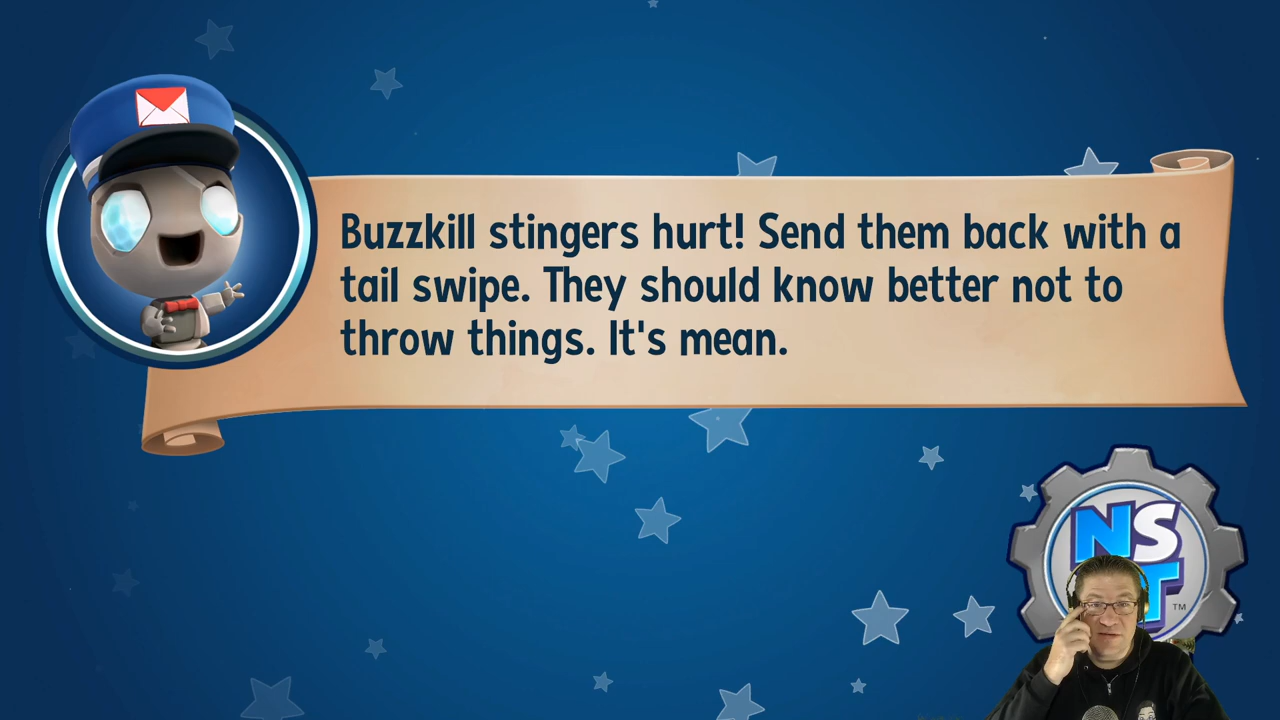 Buzzkill stingers hurt! Send them back with a
tail swipe. They should know better not to
throw things. It's mean.
NS
T
TM